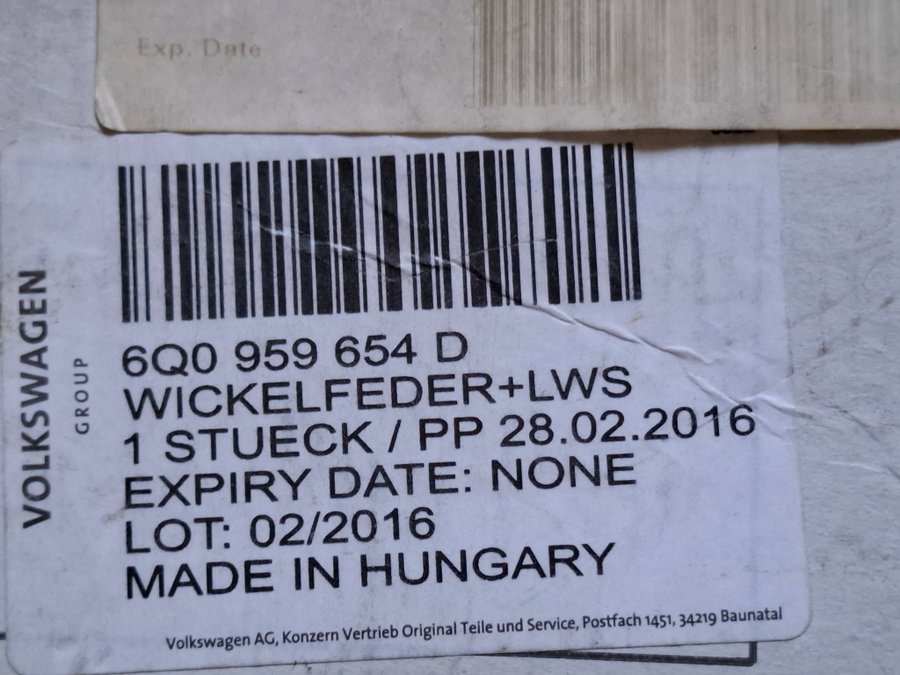 Exp. Date
VOLKSWAGEN
GROUP
6Q0 959 654 D
WICKELFEDER+LWS
1 STUECK / PP 28.02.2016
EXPIRY DATE: NONE
LOT: 02/2016
MADE IN HUNGARY
Volkswagen AG, Konzern Vertrieb Original Teile und Service, Postfach 1451, 34219 Baunatal